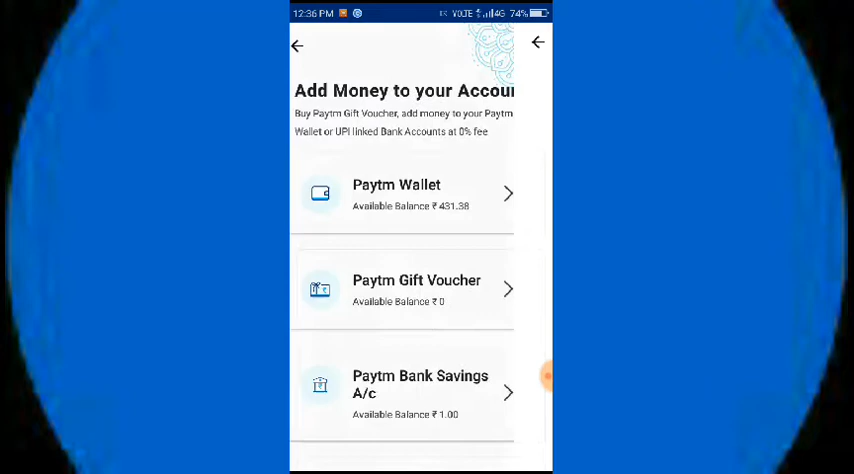 12:36 PM
VOLTE 4G 74%
Add Money to your Accou
Buy Paytm Gift Voucher, add money to your Paytm
Wallet or UPI linked Bank Accounts at 0% fee
Paytm Wallet
Available Balance ₹ 431.38
Paytm Gift Voucher
Available Balance ₹ 0
Paytm Bank Savings
A/c
Available Balance ₹ 1.00